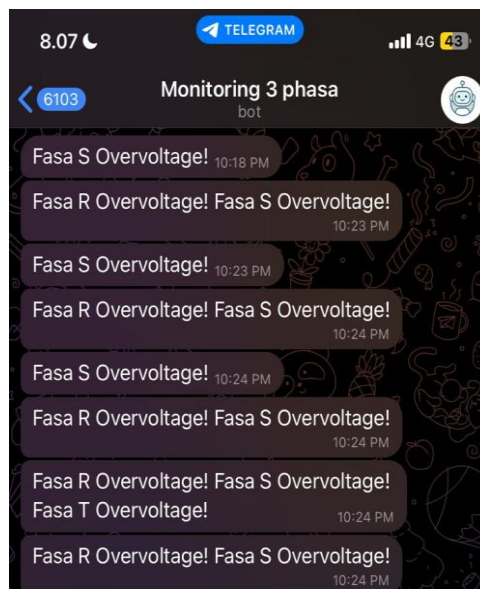 8.07
TELEGRAM
4G 43
6103
Monitoring 3 phasa
bot
Fasa S Overvoltage! 10:18 PM
Fasa R Overvoltage! Fasa S Overvoltage!
10:23 PM
Fasa S Overvoltage! 10:23 PM
Fasa R Overvoltage! Fasa S Overvoltage!
10:24 PM
Fasa S Overvoltage! 10:24 PM
Fasa R Overvoltage! Fasa S Overvoltage!
10:24 PM
Fasa R Overvoltage! Fasa S Overvoltage!
Fasa T Overvoltage! 10:24 PM
Fasa R Overvoltage! Fasa S Overvoltage!
10:24 PM